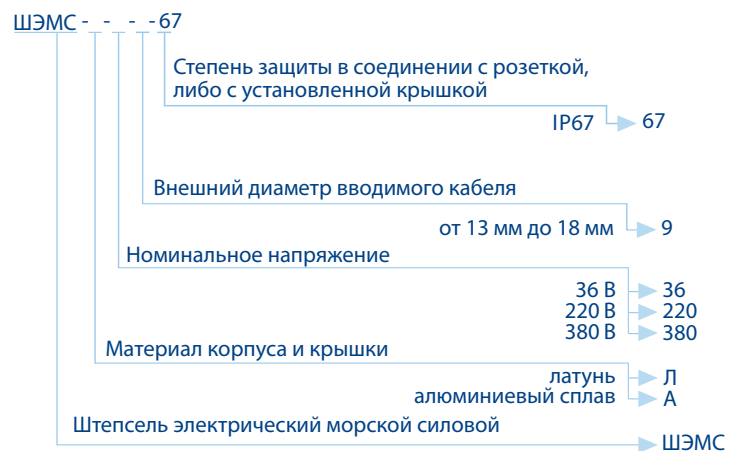 ШЭМС - - - -67
Степень защиты в соединении с розеткой,
либо с установленной крышкой
IP67 67
Внешний диаметр вводимого кабеля
от 13 мм до 18 мм 9
Номинальное напряжение
36 В 36
220 В 220
380 В 380
Материал корпуса и крышки
латунь Л
алюминиевый сплав А
Штепсель электрический морской силовой
ШЭМС